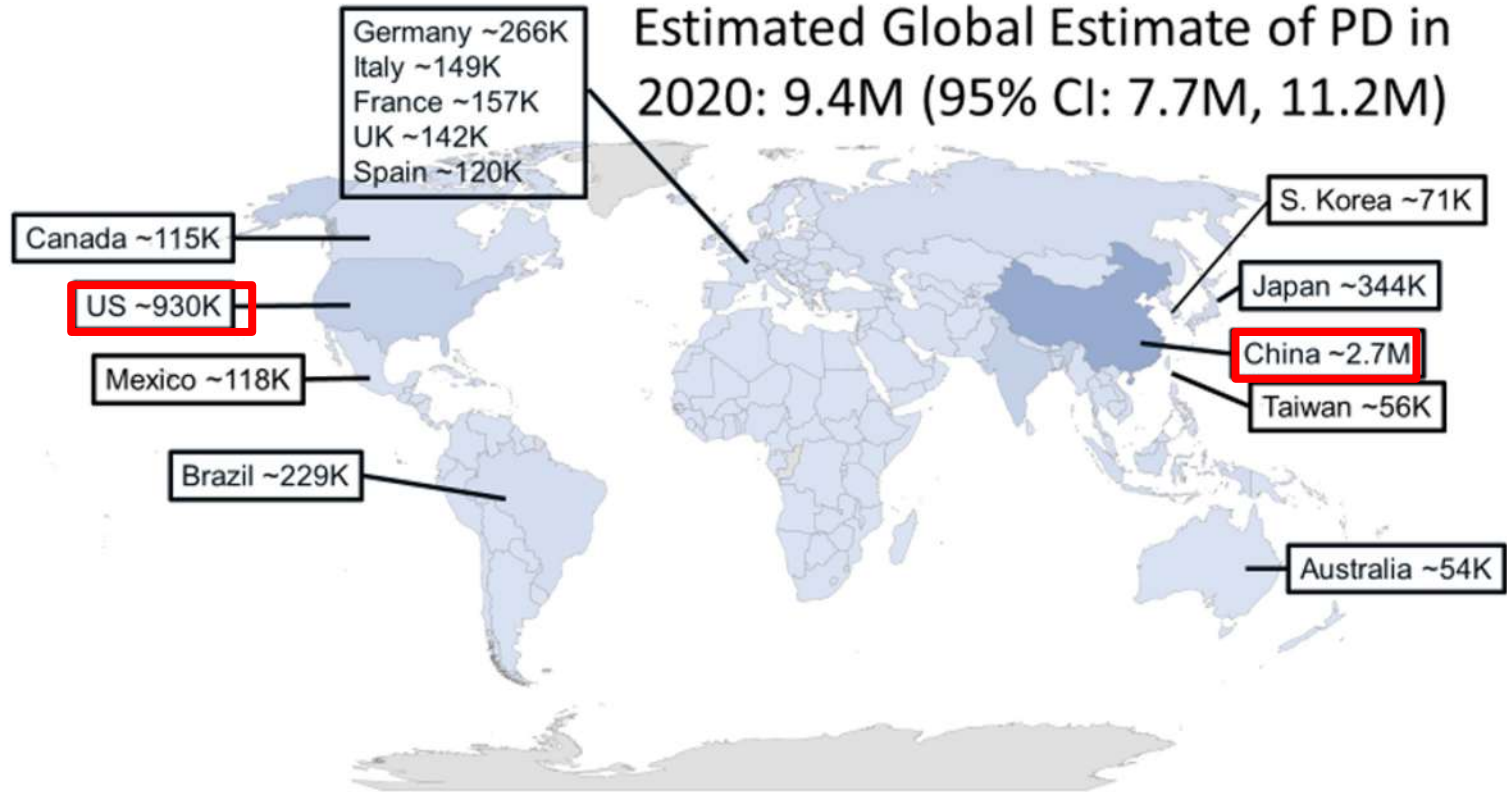 Estimated Global Estimate of PD in
2020: 9.4M (95% CI: 7.7M, 11.2M)
Germany ~266K
Italy ~149K
France ~157K
UK ~142K
Spain ~120K
Canada ~115K
US ~930K
Mexico ~118K
Brazil ~229K
S. Korea ~71K
Japan ~344K
China ~2.7M
Taiwan ~56K
Australia ~54K